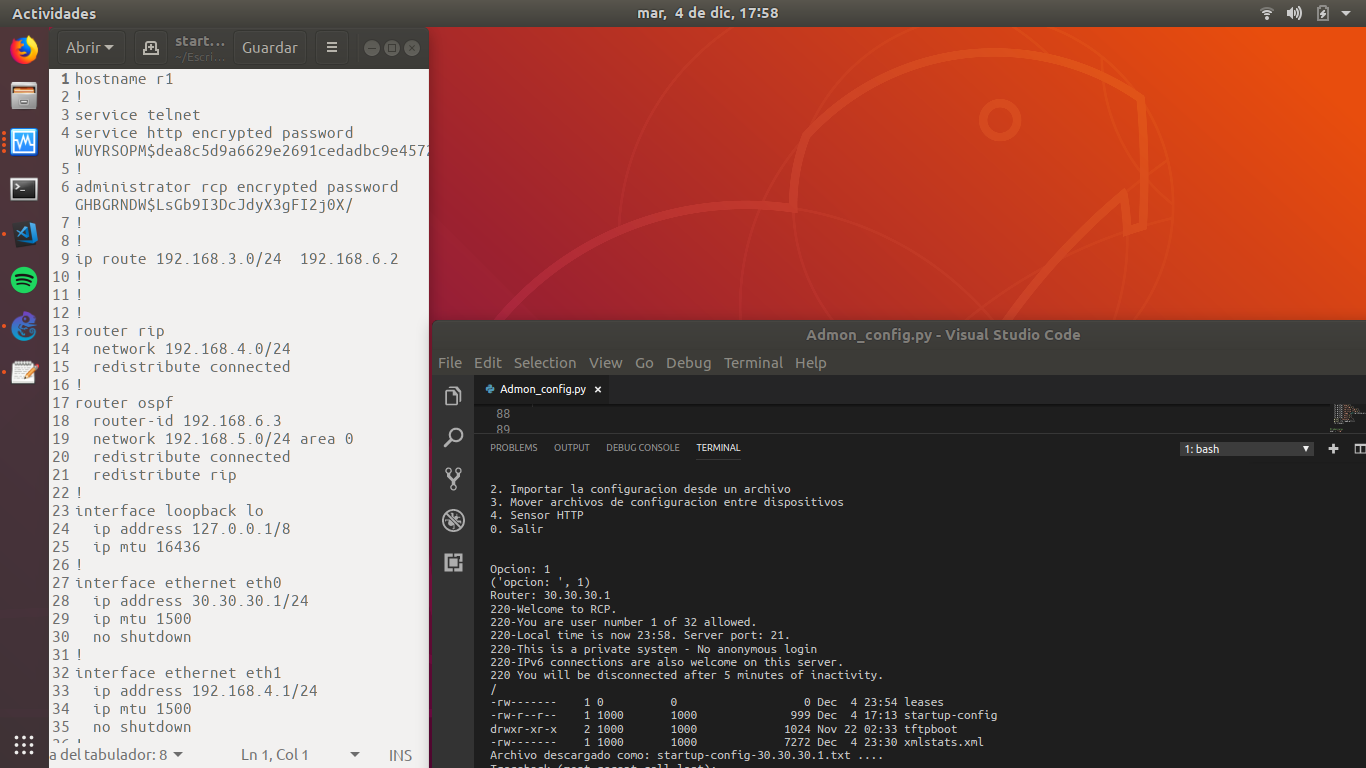 Actividades
mar, 4 de dic, 17:58
Abrir
start…
~/Escri…
Guardar
1 hostname r1
2 !
3 service telnet
4 service http encrypted password
WUYRSOPM$dea8c5d9a6629e2691cedadbc9e4572
5 !
6 administrator rcp encrypted password
GHBGRNDW$LsGb9I3DcJdyX3gFI2j0X/
7 !
8 !
9 ip route 192.168.3.0/24  192.168.6.2
10 !
11 !
12 !
13 router rip
14   network 192.168.4.0/24
15   redistribute connected
16 !
17 router ospf
18   router-id 192.168.6.3
19   network 192.168.5.0/24 area 0
20   redistribute connected
21   redistribute rip
22 !
23 interface loopback lo
24   ip address 127.0.0.1/8
25   ip mtu 16436
26 !
27 interface ethernet eth0
28   ip address 30.30.30.1/24
29   ip mtu 1500
30   no shutdown
31 !
32 interface ethernet eth1
33   ip address 192.168.4.1/24
34   ip mtu 1500
35   no shutdown
36 !
a del tabulador: 8
Ln 1, Col 1
INS
Admon_config.py - Visual Studio Code
File Edit Selection View Go Debug Terminal Help
Admon_config.py
88
89
PROBLEMS OUTPUT DEBUG CONSOLE TERMINAL
1: bash
2. Importar la configuracion desde un archivo
3. Mover archivos de configuracion entre dispositivos
4. Sensor HTTP
0. Salir
Opcion: 1
('opcion: ', 1)
Router: 30.30.30.1
220-Welcome to RCP.
220-You are user number 1 of 32 allowed.
220-Local time is now 23:58. Server port: 21.
220-This is a private system - No anonymous login
220-IPv6 connections are also welcome on this server.
220 You will be disconnected after 5 minutes of inactivity.
/
-rw-------    1 0          0                   0 Dec  4 23:54 leases
-rw-r--r--    1 1000       1000              999 Dec  4 17:13 startup-config
drwxr-xr-x    2 1000       1000             1024 Nov 22 02:33 tftpboot
-rw-------    1 1000       1000             7272 Dec  4 23:30 xmlstats.xml
Archivo descargado como: startup-config-30.30.30.1.txt ....
Traceback (most recent call last):